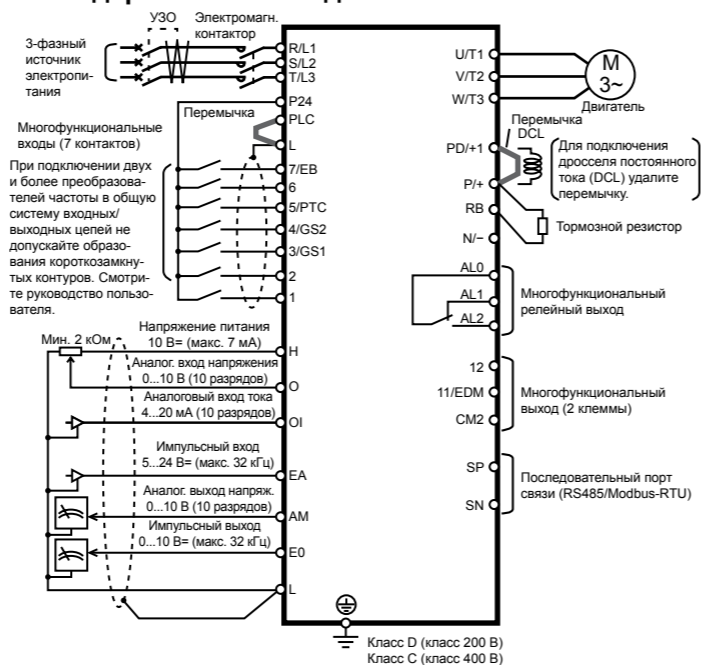 УЗО
Электромагн.
контактор
3-фазный
источник
электропи-
тания
R/L1
S/L2
T/L3
P24
Перемычка
PLC
L
Многофункциональные
входы (7 контактов)
При подключении двух
и более преобразова-
телей частоты в общую
систему входных/
выходных цепей не
допускайте образо-
вания короткозамкну-
тых контуров. Смотри-
те руководство пользо-
вателя.
7/EB
6
5/PTC
4/GS2
3/GS1
2
1
Мин. 2 кОм
Напряжение питания
10 В= (макс. 7 мА)
H
Аналог. вход напряжения
0...10 В (10 разрядов)
O
Аналоговый вход тока
4...20 мА (10 разрядов)
OI
Импульсный вход
5...24 В= (макс. 32 кГц)
EA
Аналог. выход напряж.
0...10 В (10 разрядов)
AM
Импульсный выход
0...10 В= (макс. 32 кГц)
E0
L
U/T1
V/T2
W/T3
M
3~
Двигатель
Перемычка
DCL
PD/+1
P/+
Для подключения
дросселя постоянного
тока (DCL) удалите
перемычку.
RB
N/−
Тормозной резистор
AL0
AL1
AL2
Многофункциональный
релейный выход
12
11/EDM
CM2
Многофункциональный
выход (2 клеммы)
SP
SN
Последовательный порт
связи (RS485/Modbus-RTU)
Класс D (класс 200 В)
Класс C (класс 400 В)